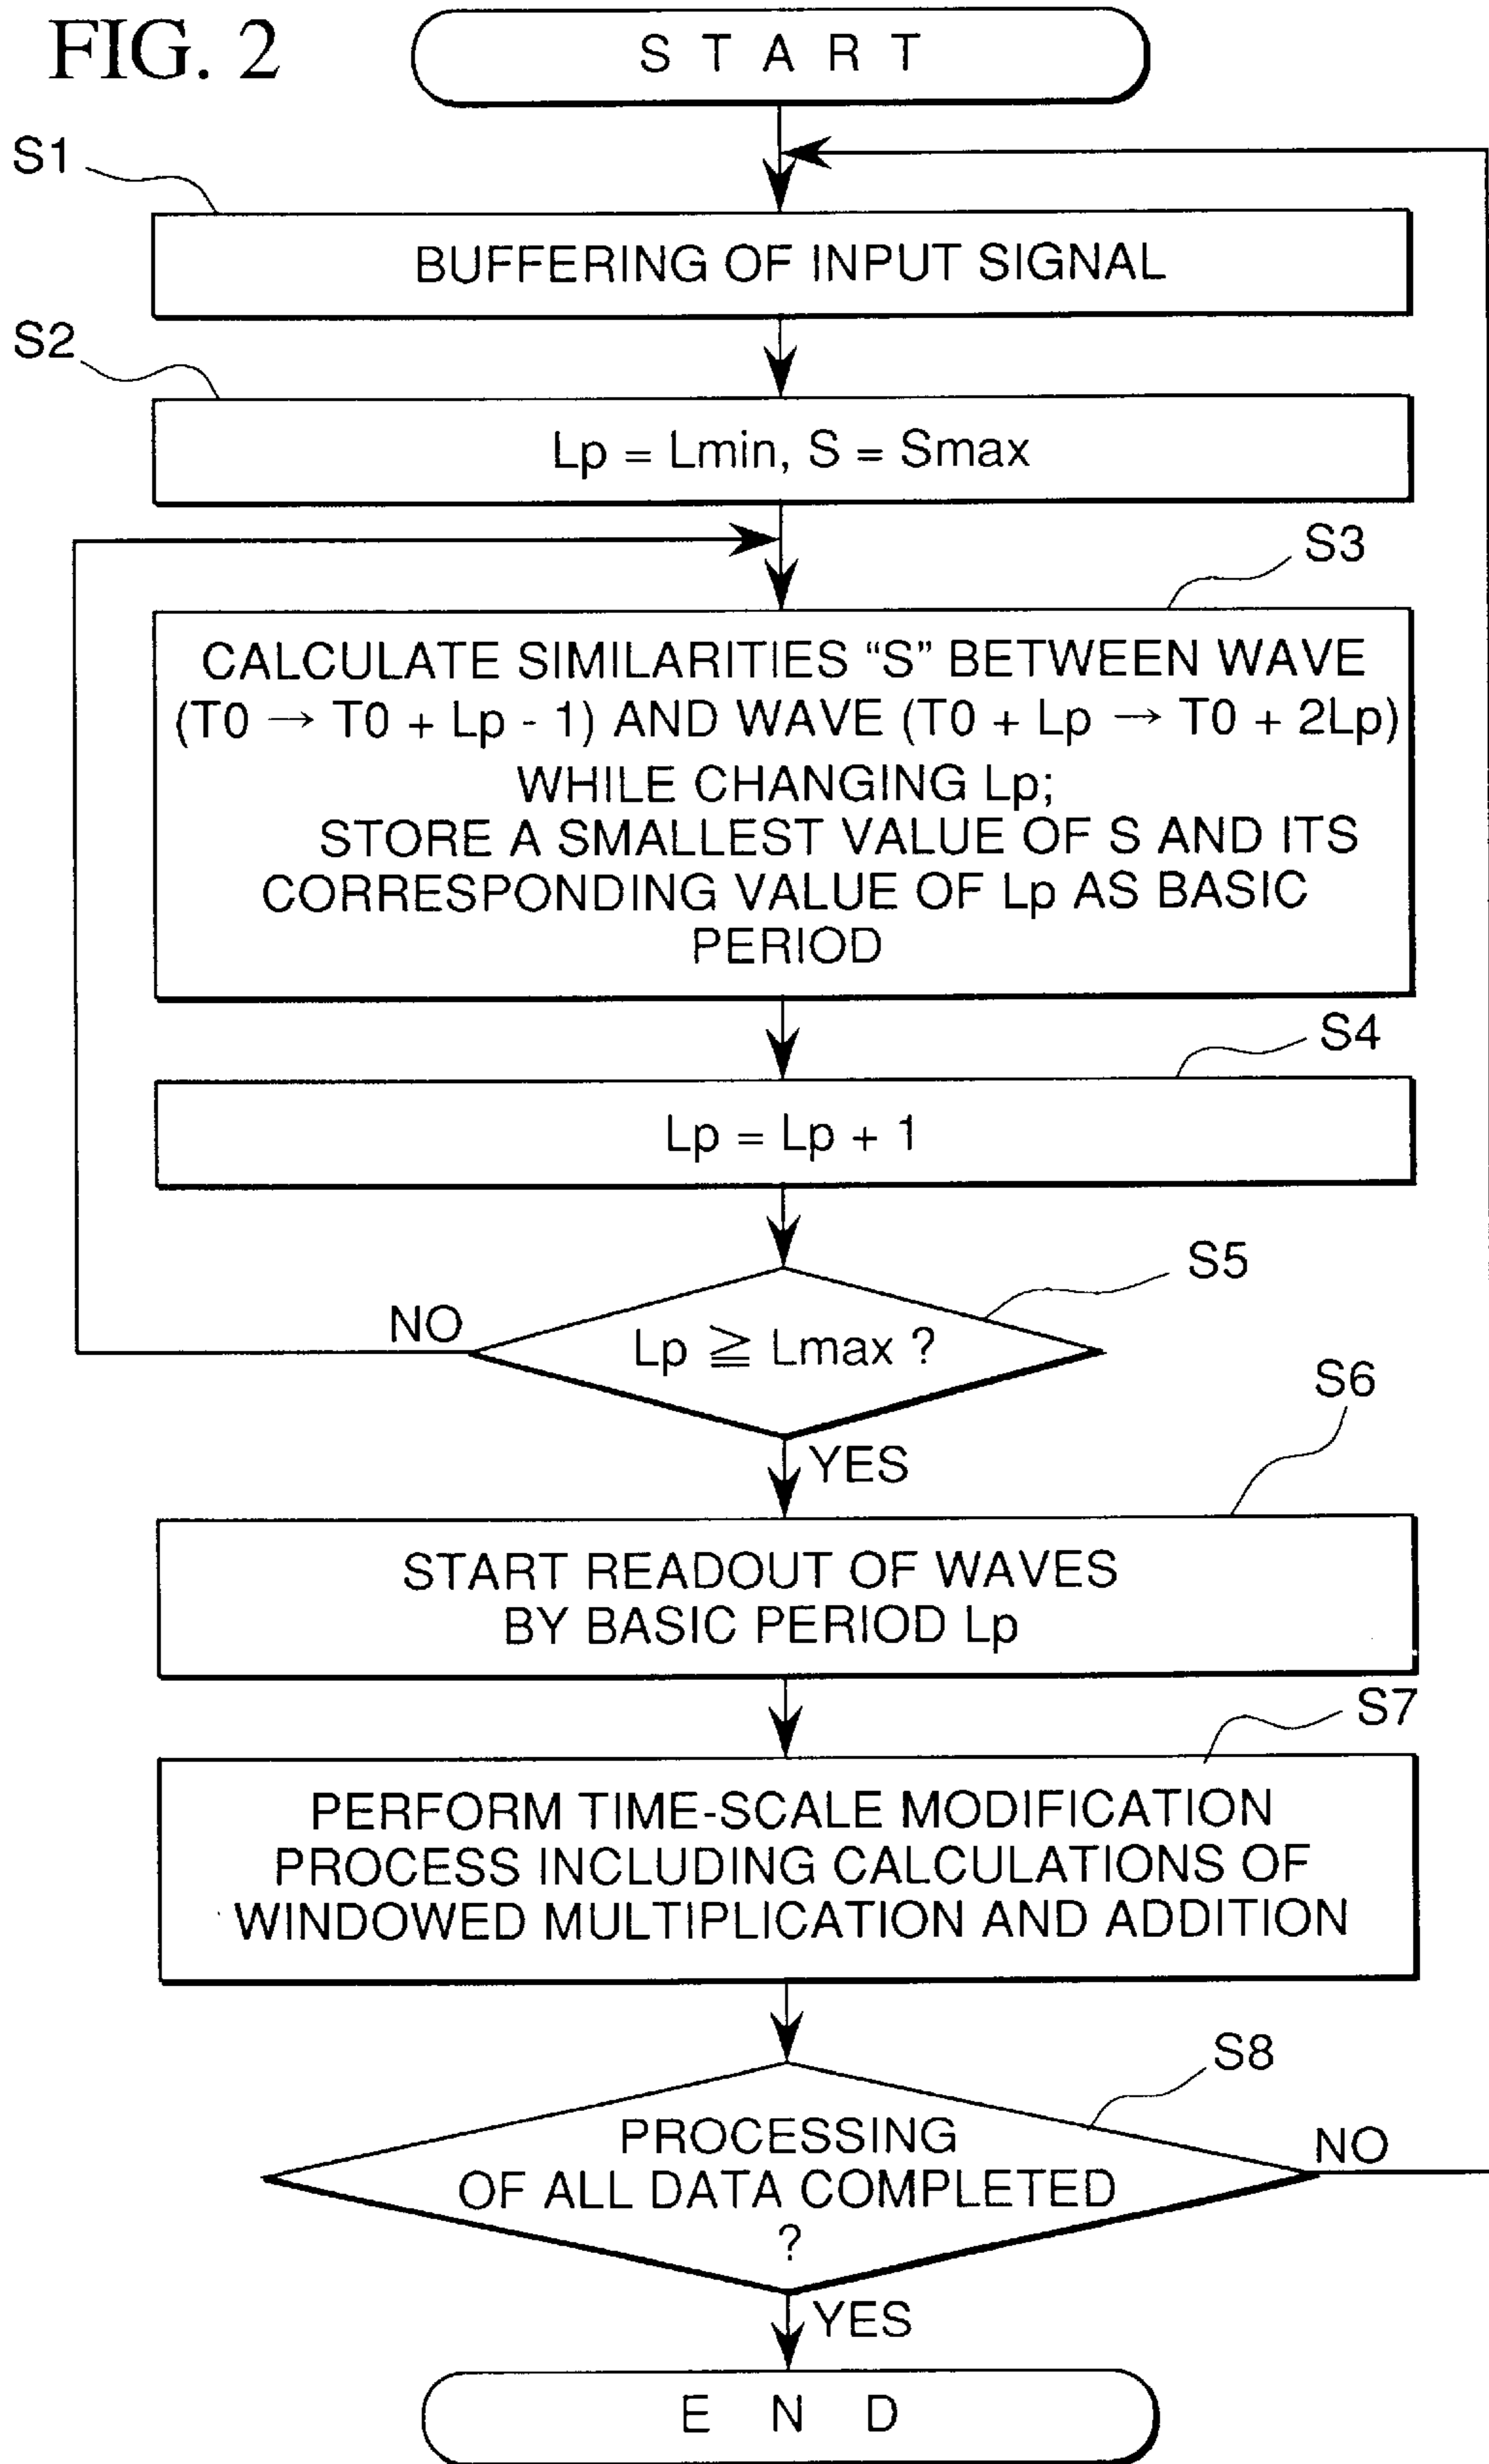 FIG. 2
START
S1
BUFFERING OF INPUT SIGNAL
S2
Lp = Lmin, S = Smax
S3
CALCULATE SIMILARITIES “S” BETWEEN WAVE
(T0 → T0 + Lp - 1) AND WAVE (T0 + Lp → T0 + 2Lp)
WHILE CHANGING Lp;
STORE A SMALLEST VALUE OF S AND ITS
CORRESPONDING VALUE OF Lp AS BASIC
PERIOD
S4
Lp = Lp + 1
S5
NO
Lp ≧ Lmax ?
YES
S6
START READOUT OF WAVES
BY BASIC PERIOD Lp
S7
PERFORM TIME-SCALE MODIFICATION
PROCESS INCLUDING CALCULATIONS OF
WINDOWED MULTIPLICATION AND ADDITION
S8
PROCESSING
OF ALL DATA COMPLETED
?
NO
YES
END